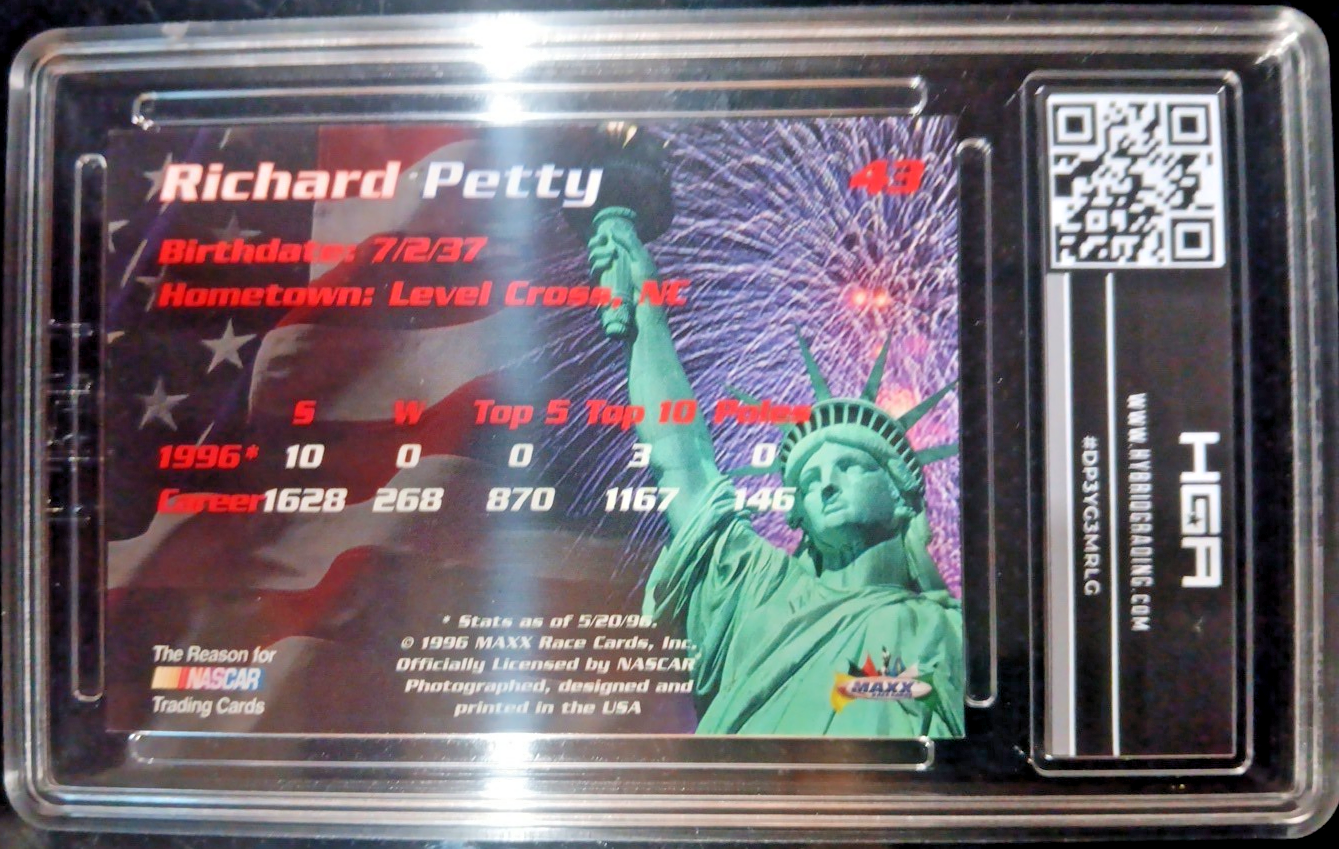 Richard Petty
43
Birthdate: 7/2/37
Hometown: Level Cross, NC
S W Top 5 Top 10 Poles
1996* 10 0 0 3 0
Career 1628 268 870 1167 146
* Stats as of 5/20/96.
© 1996 MAXX Race Cards, Inc.
Officially Licensed by NASCAR
Photographed, designed and
printed in the USA
The Reason for
NASCAR
Trading Cards
MAXX
HGA
WWW.HYBRIDGRADING.COM
#DP3YG3MRLG